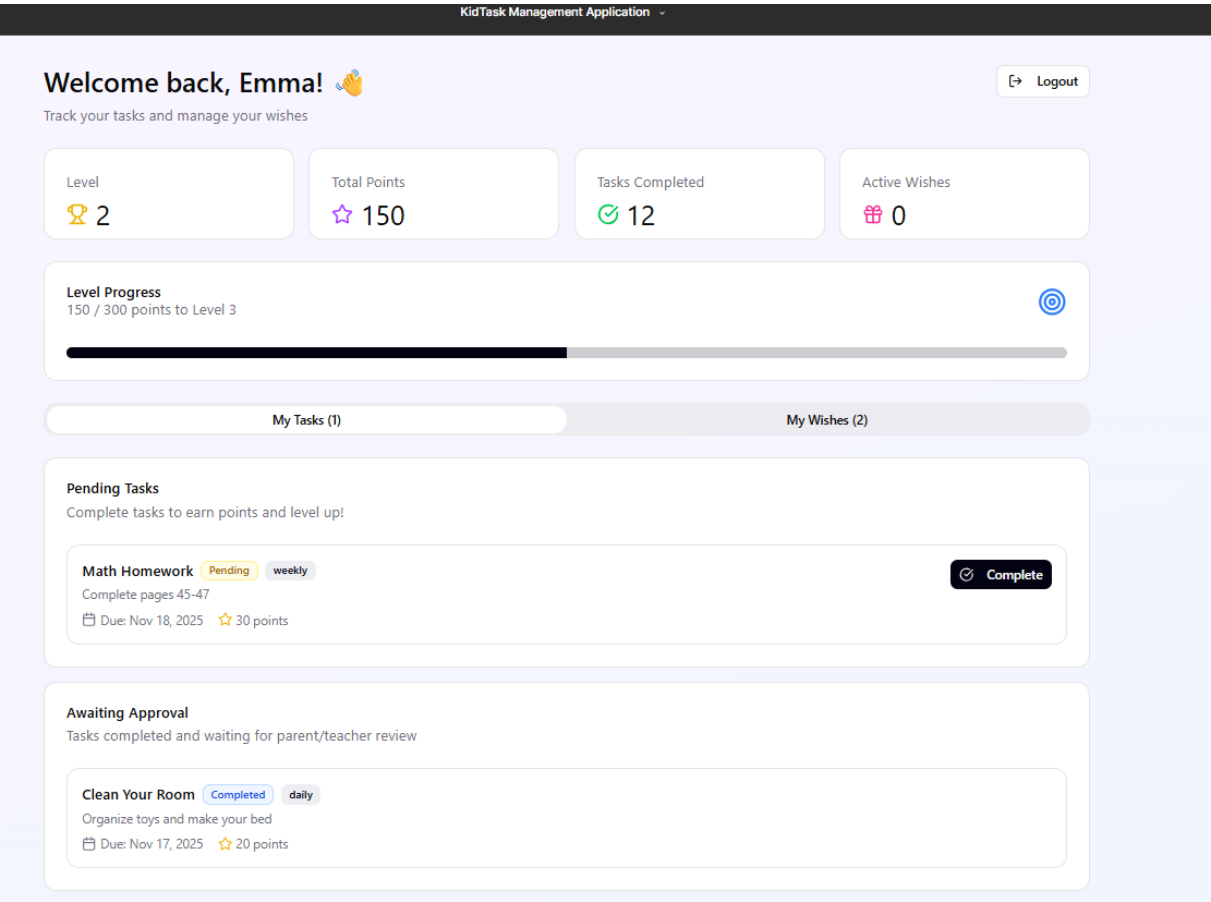 KidTask Management Application
Welcome back, Emma! 👋
Logout
Track your tasks and manage your wishes
Level
2
Total Points
150
Tasks Completed
12
Active Wishes
0
Level Progress
150 / 300 points to Level 3
My Tasks (1)
My Wishes (2)
Pending Tasks
Complete tasks to earn points and level up!
Math Homework Pending weekly
Complete
Complete pages 45-47
Due: Nov 18, 2025 30 points
Awaiting Approval
Tasks completed and waiting for parent/teacher review
Clean Your Room Completed daily
Organize toys and make your bed
Due: Nov 17, 2025 20 points